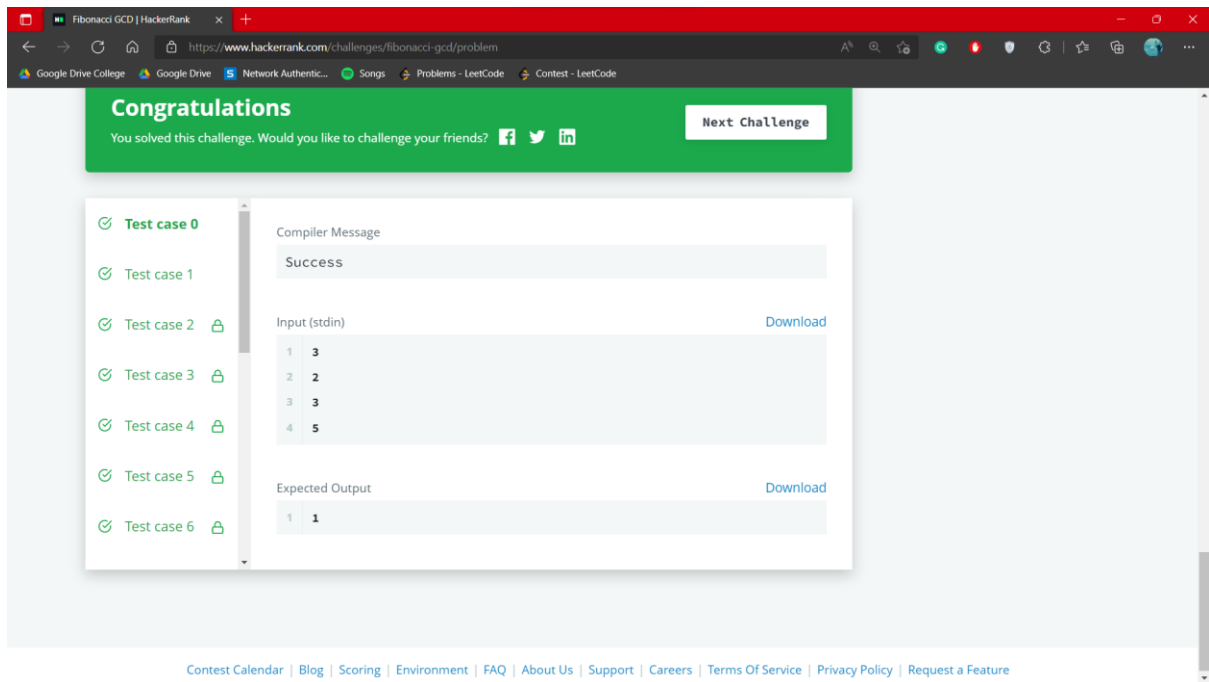 Fibonacci GCD | HackerRank
https://www.hackerrank.com/challenges/fibonacci-gcd/problem
Google Drive College Google Drive Network Authentic... Songs Problems - LeetCode Contest - LeetCode
Congratulations
You solved this challenge. Would you like to challenge your friends?
Next Challenge
Test case 0
Test case 1
Test case 2
Test case 3
Test case 4
Test case 5
Test case 6
Compiler Message
Success
Input (stdin) Download
1 3
2 2
3 3
4 5
Expected Output Download
1 1
Contest Calendar | Blog | Scoring | Environment | FAQ | About Us | Support | Careers | Terms Of Service | Privacy Policy | Request a Feature